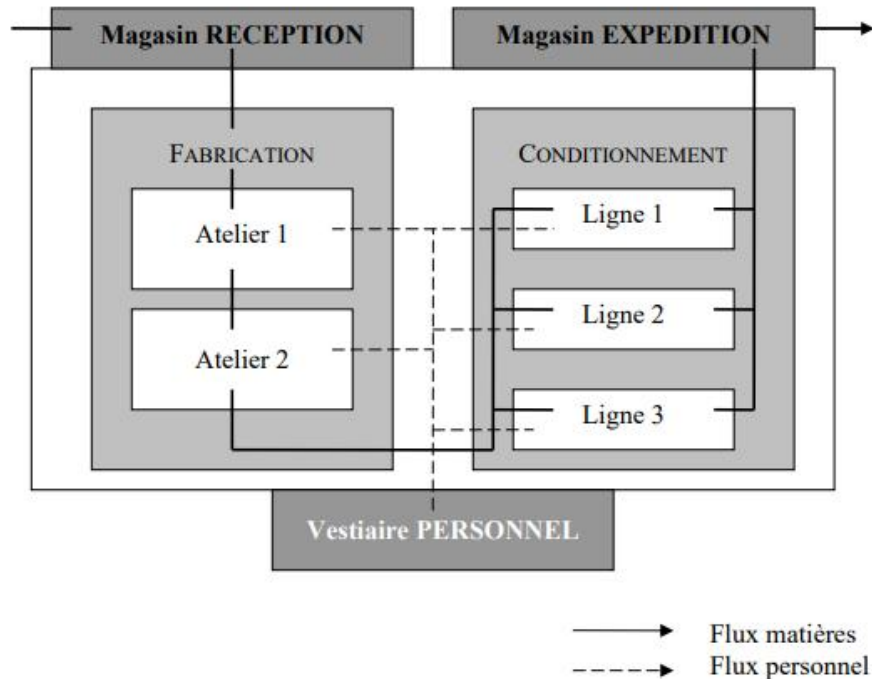 Magasin RECEPTION
Magasin EXPEDITION
FABRICATION
CONDITIONNEMENT
Atelier 1
Ligne 1
Atelier 2
Ligne 2
Ligne 3
Vestiaire PERSONNEL
Flux matières
Flux personnel